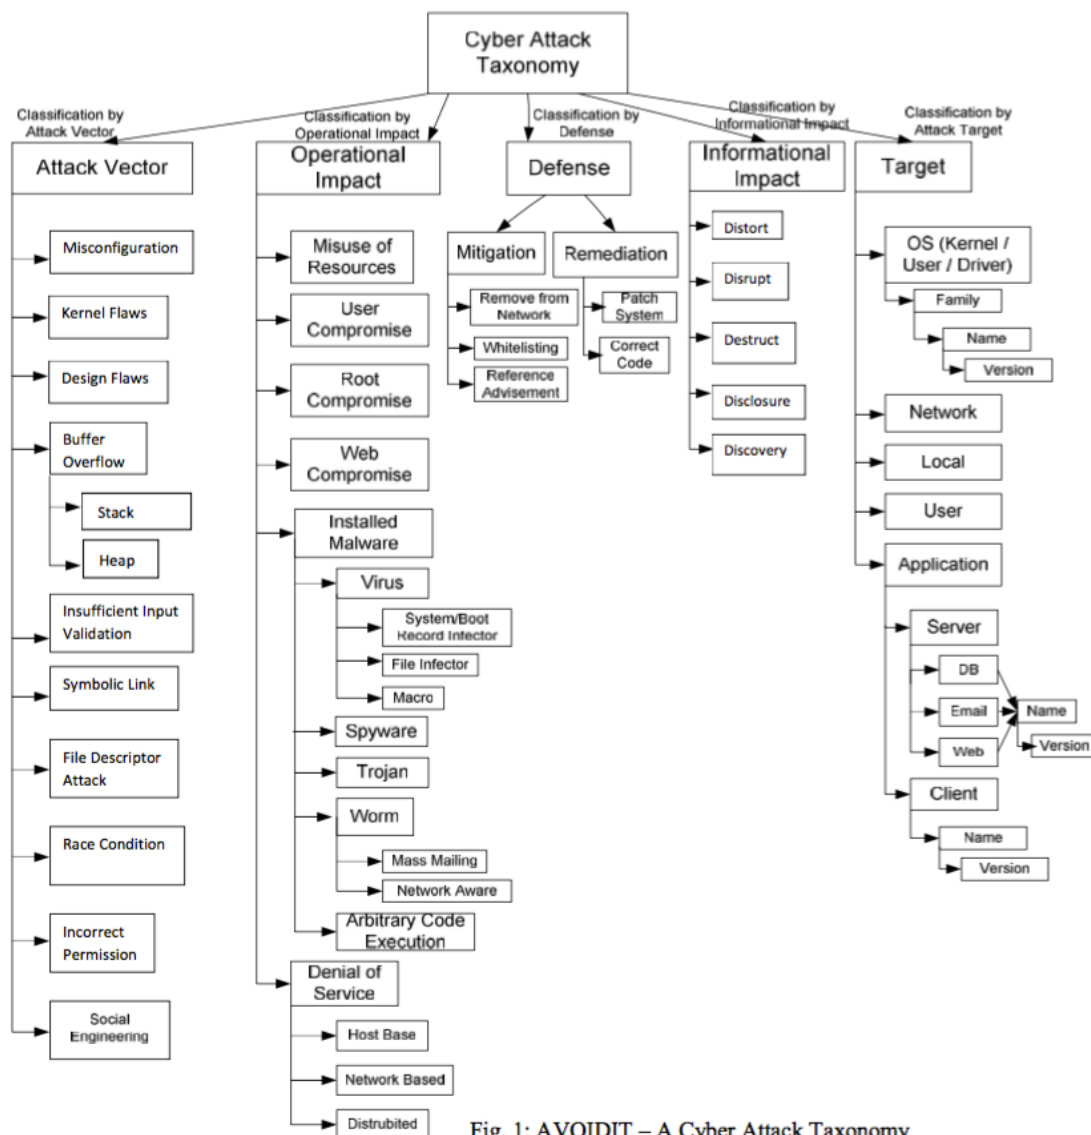 Cyber Attack
Taxonomy
Classification by
Attack Vector
Classification by
Operational Impact
Classification by
Defense
Classification by
Informational Impact
Classification by
Attack Target
Attack Vector
Misconfiguration
Kernel Flaws
Design Flaws
Buffer
Overflow
Stack
Heap
Insufficient Input
Validation
Symbolic Link
File Descriptor
Attack
Race Condition
Incorrect
Permission
Social
Engineering
Operational
Impact
Misuse of
Resources
User
Compromise
Root
Compromise
Web
Compromise
Installed
Malware
Virus
System/Boot
Record Infector
File Infector
Macro
Spyware
Trojan
Worm
Mass Mailing
Network Aware
Arbitrary Code
Execution
Denial of
Service
Host Base
Network Based
Distrubited
Defense
Mitigation
Remove from
Network
Whitelisting
Reference
Advisement
Remediation
Patch
System
Correct
Code
Informational
Impact
Distort
Disrupt
Destruct
Disclosure
Discovery
Target
OS (Kernel /
User / Driver)
Family
Name
Version
Network
Local
User
Application
Server
DB
Email
Web
Name
Version
Client
Name
Version
Fig. 1: AVOIDIT – A Cyber Attack Taxonomy